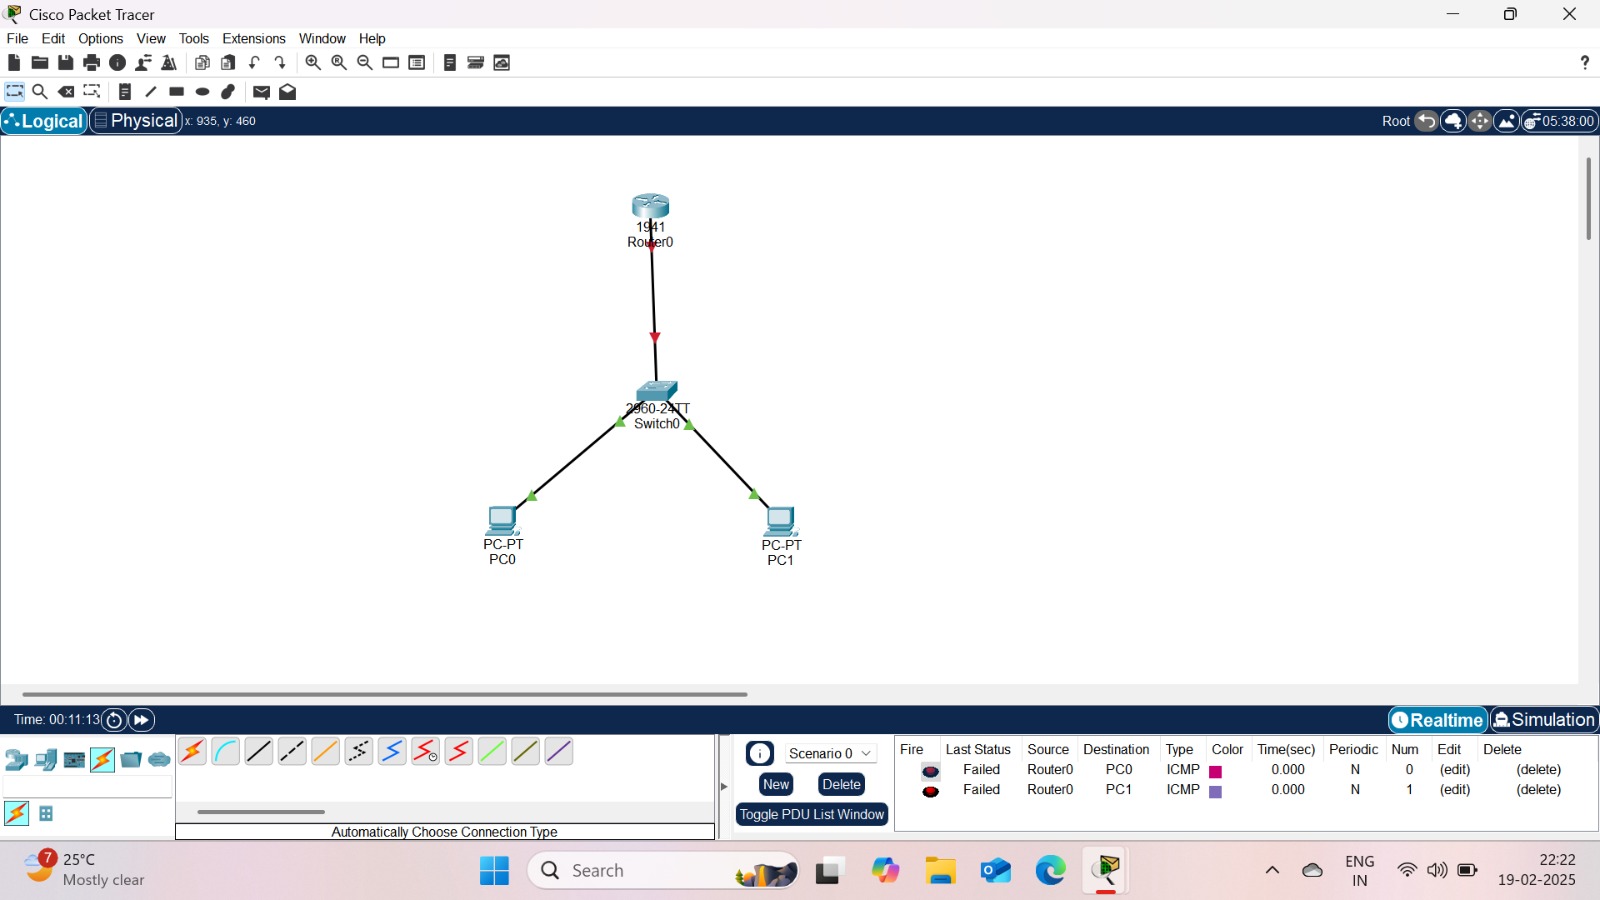 Cisco Packet Tracer
File Edit Options View Tools Extensions Window Help
?
Logical Physical x: 935, y: 460 Root 05:38:00
1941
Router0
2960-24TT
Switch0
PC-PT
PC0
PC-PT
PC1
Time: 00:11:13 Realtime Simulation
Scenario 0
New Delete
Toggle PDU List Window
Fire Last Status Source Destination Type Color Time(sec) Periodic Num Edit Delete
Failed Router0 PC0 ICMP 0.000 N 0 (edit) (delete)
Failed Router0 PC1 ICMP 0.000 N 1 (edit) (delete)
Automatically Choose Connection Type
7
25°C
Mostly clear
Search
ENG
IN
22:22
19-02-2025